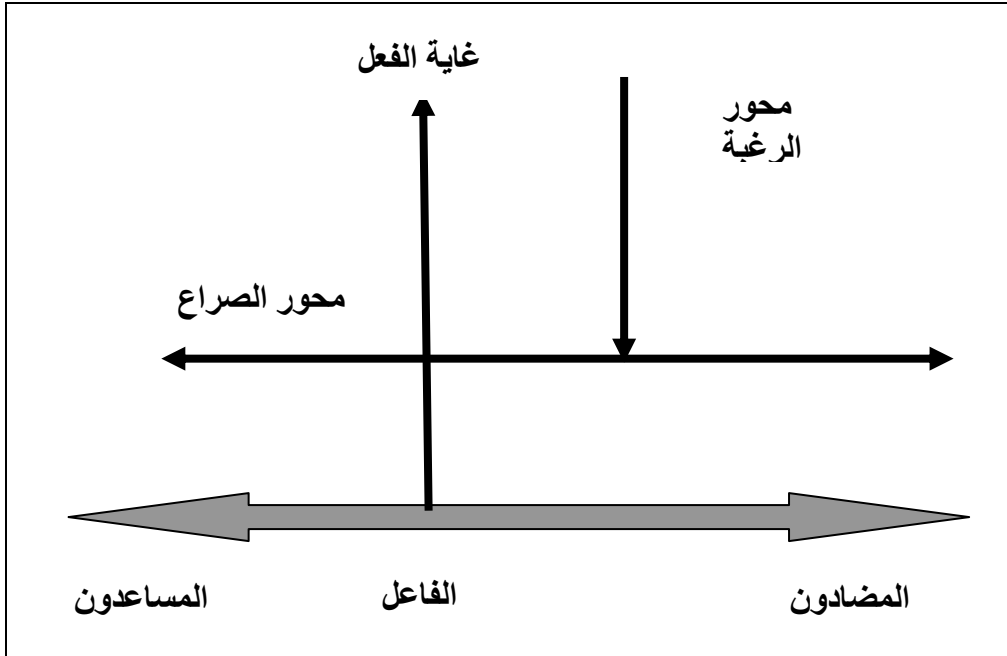 غاية الفعل
محور
الرغبة
محور الصراع
المضادون
الفاعل
المساعدون